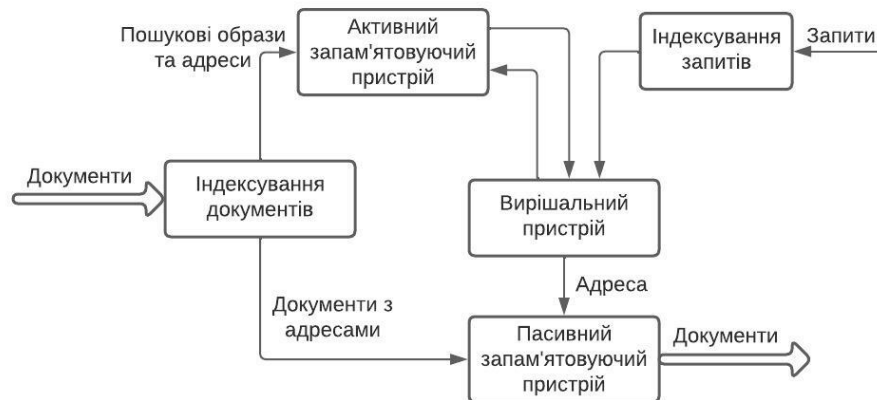 Пошукові образи
та адреси
Активний
запам'ятовуючий
пристрій
Індексування
запитів
Запити
Документи
Індексування
документів
Вирішальний
пристрій
Адреса
Документи з
адресами
Пасивний
запам'ятовуючий
пристрій
Документи